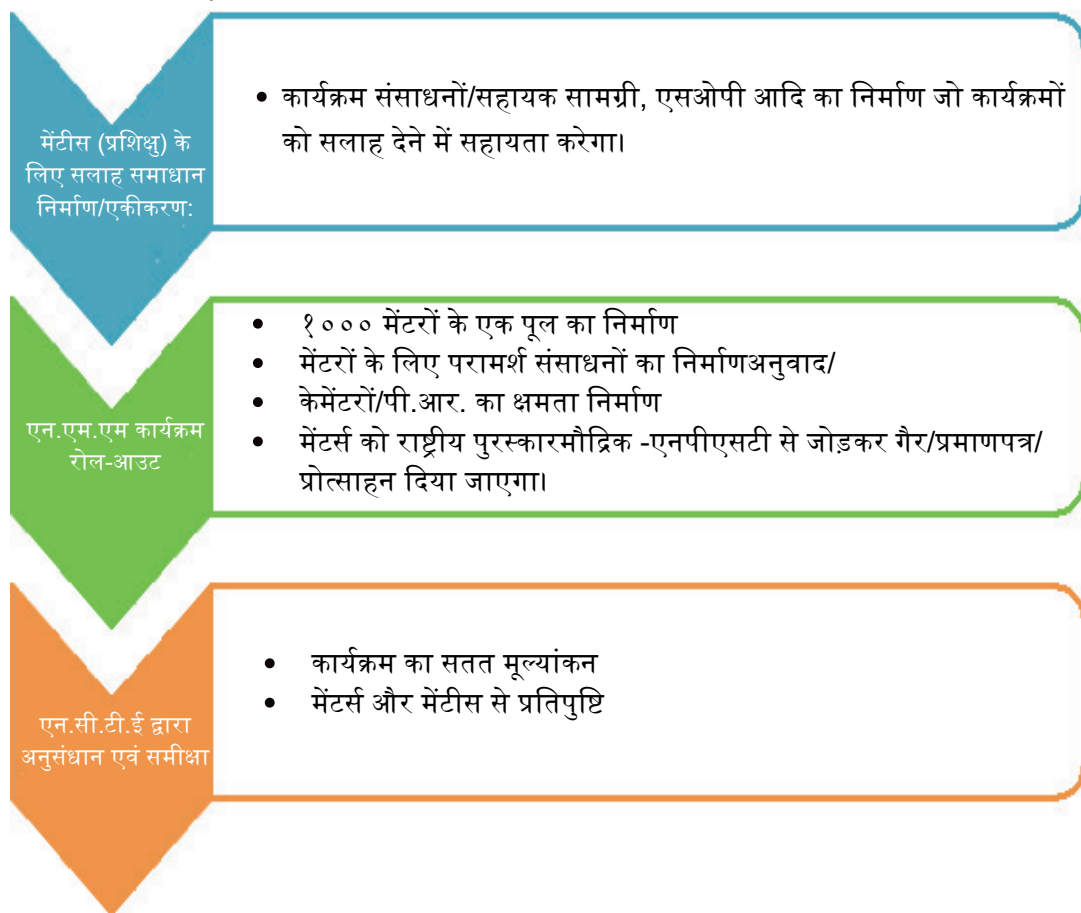 मेंटीस (प्रशिक्षु) के
लिए सलाह समाधान
निर्माण/एकीकरण:
• कार्यक्रम संसाधनों/सहायक सामग्री, एसओपी आदि का निर्माण जो कार्यक्रमों
को सलाह देने में सहायता करेगा।
एन.एम.एम कार्यक्रम
रोल-आउट
• १००० मेंटरों के एक पूल का निर्माण
• मेंटरों के लिए परामर्श संसाधनों का निर्माणअनुवाद/
• केमेंटरों/पी.आर. का क्षमता निर्माण
• मेंटर्स को राष्ट्रीय पुरस्कारमौद्रिक -एनपीएसटी से जोड़कर गैर/प्रमाणपत्र/
प्रोत्साहन दिया जाएगा।
एन.सी.टी.ई द्वारा
अनुसंधान एवं समीक्षा
• कार्यक्रम का सतत मूल्यांकन
• मेंटर्स और मेंटीस से प्रतिपुष्टि